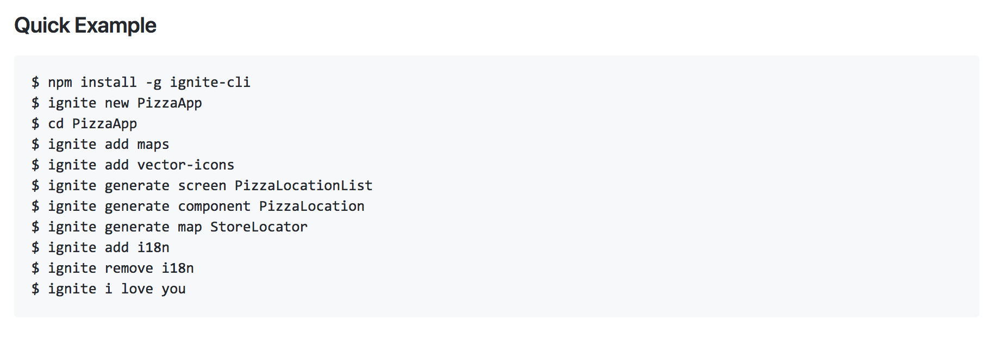 Quick Example
$ npm install -g ignite-cli
$ ignite new PizzaApp
$ cd PizzaApp
$ ignite add maps
$ ignite add vector-icons
$ ignite generate screen PizzaLocationList
$ ignite generate component PizzaLocation
$ ignite generate map StoreLocator
$ ignite add i18n
$ ignite remove i18n
$ ignite i love you